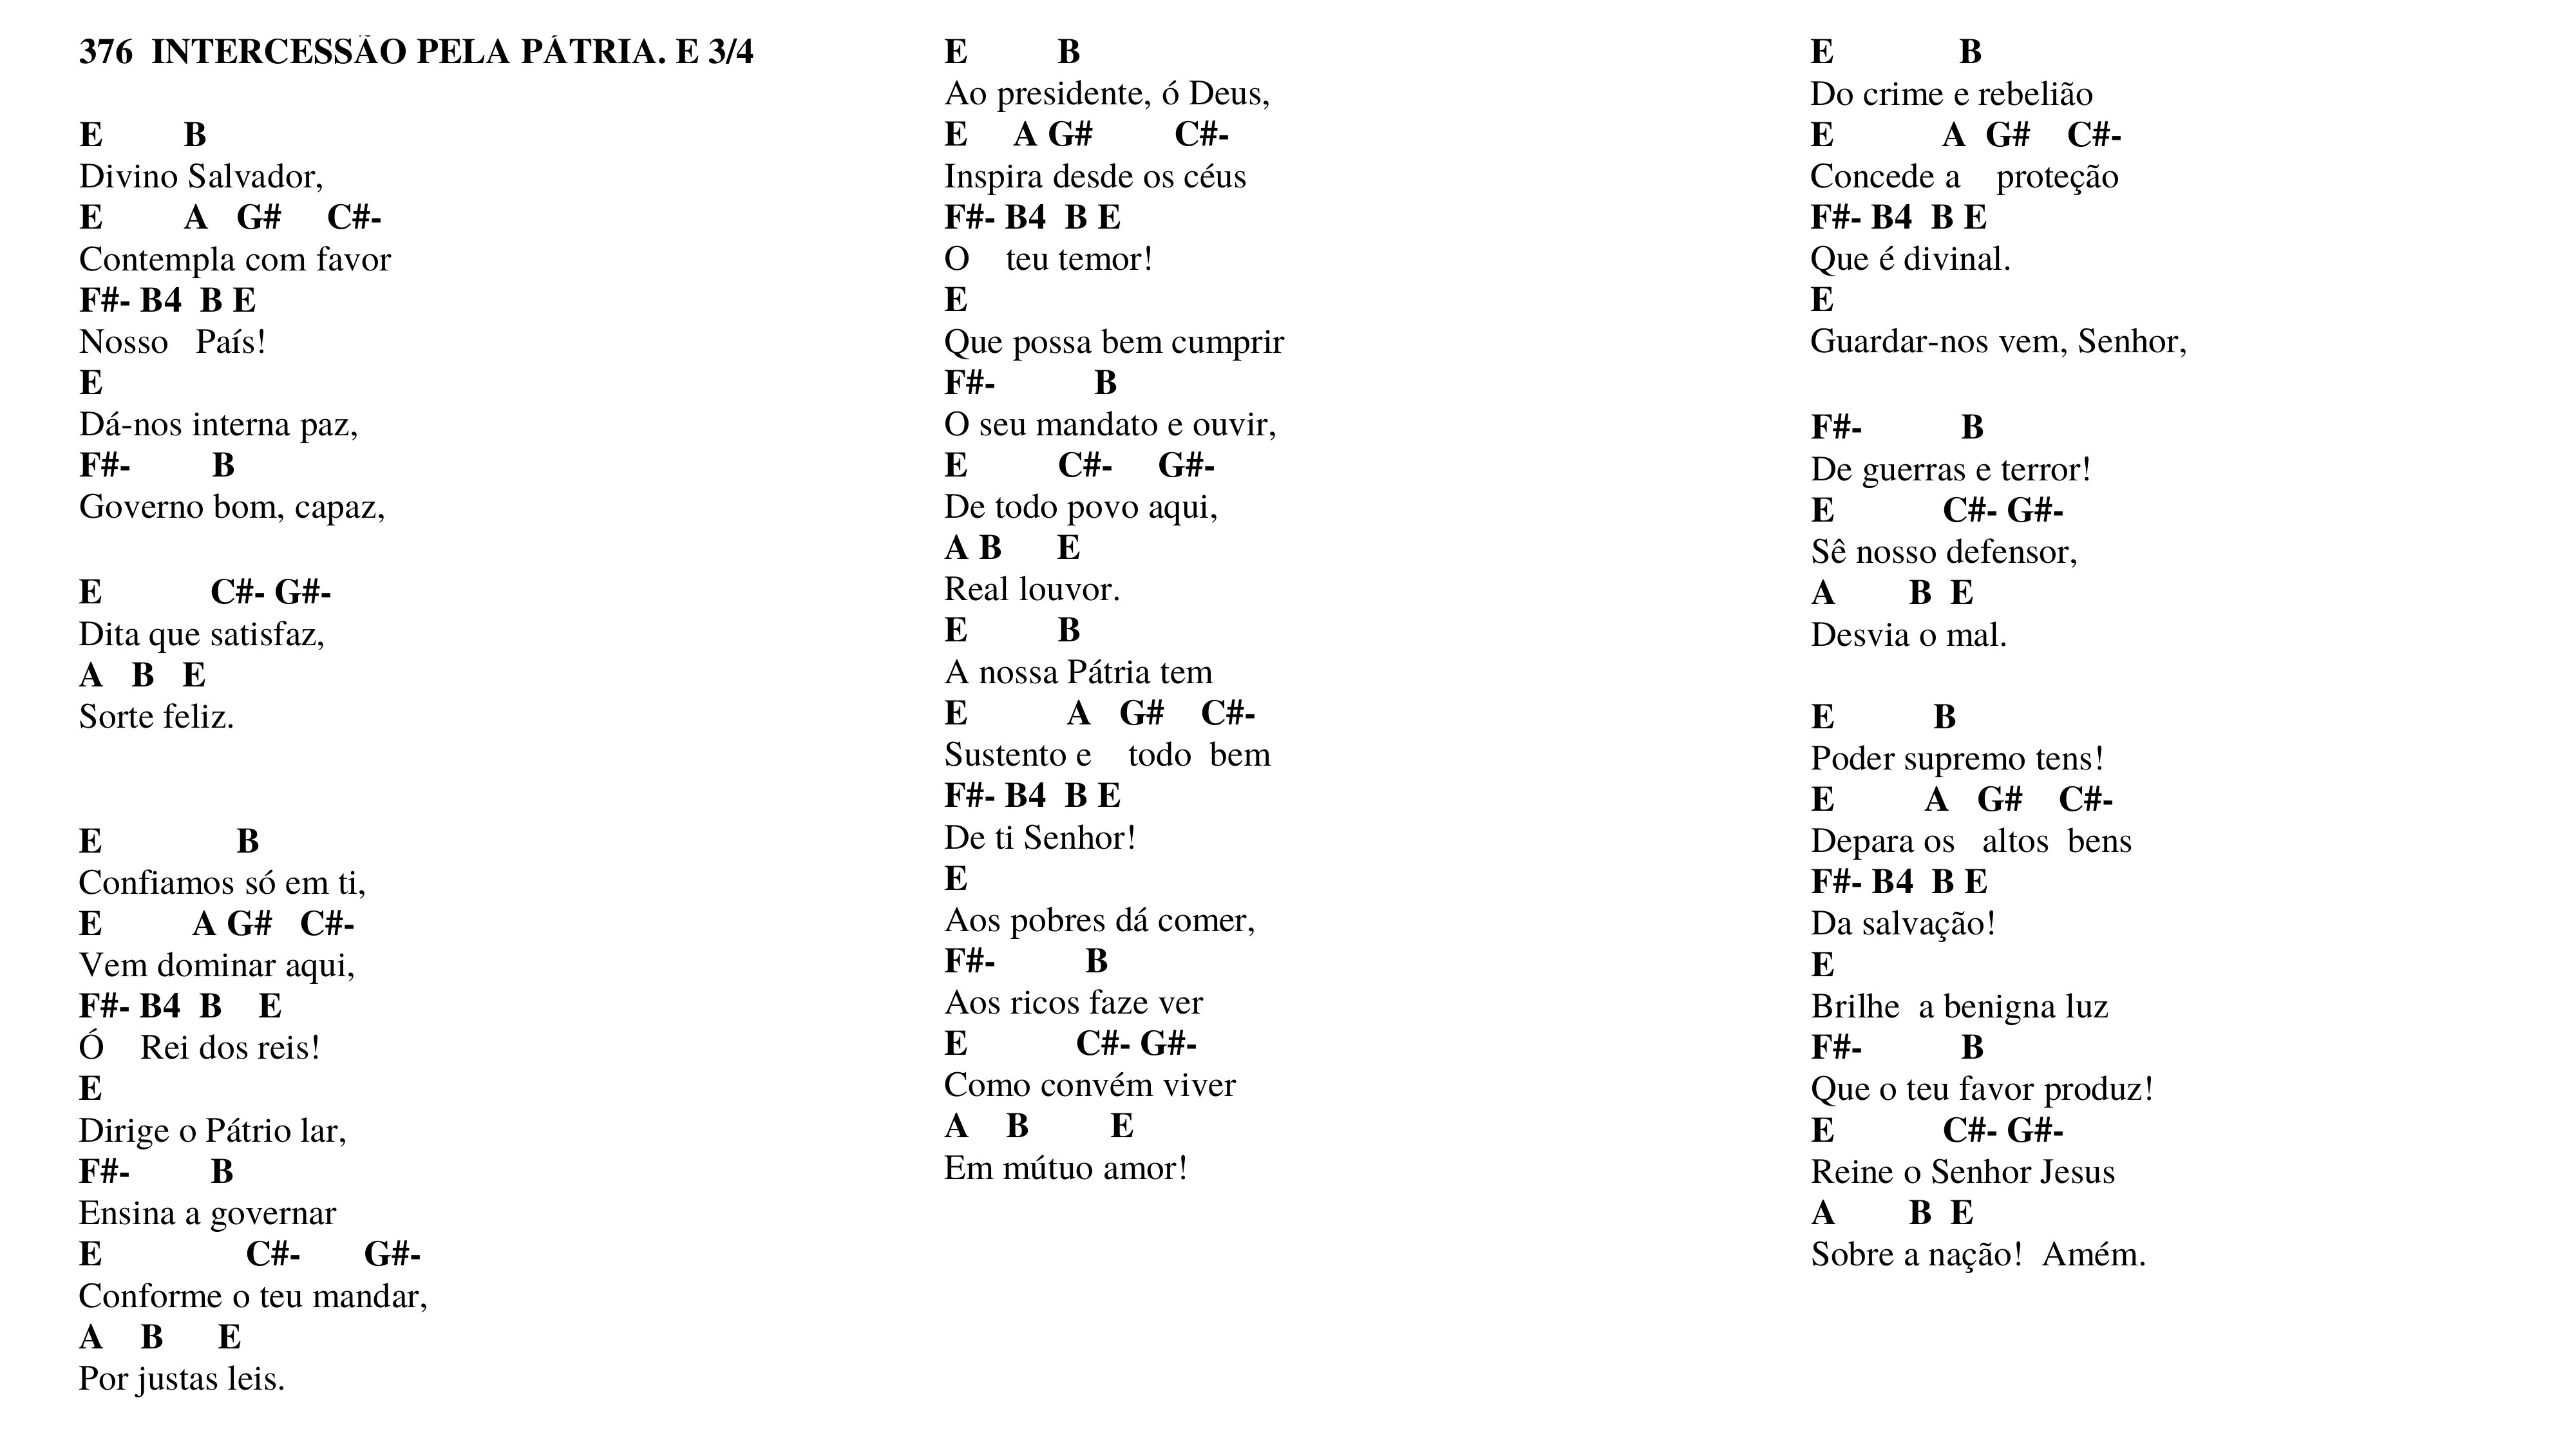 376  INTERCESSÃO PELA PÁTRIA. E 3/4
E         B
Divino Salvador,
E         A   G#     C#-
Contempla com favor
F#- B4  B E
Nosso   País!
E
Dá-nos interna paz,
F#-         B
Governo bom, capaz,
E            C#- G#-
Dita que satisfaz,
A   B   E
Sorte feliz.
E               B
Confiamos só em ti,
E          A G#   C#-
Vem dominar aqui,
F#- B4  B    E
Ó    Rei dos reis!
E
Dirige o Pátrio lar,
F#-         B
Ensina a governar
E                C#-       G#-
Conforme o teu mandar,
A    B      E
Por justas leis.
E          B
Ao presidente, ó Deus,
E     A G#         C#-
Inspira desde os céus
F#- B4  B E
O    teu temor!
E
Que possa bem cumprir
F#-           B
O seu mandato e ouvir,
E          C#-     G#-
De todo povo aqui,
A B      E
Real louvor.
E          B
A nossa Pátria tem
E           A   G#    C#-
Sustento e    todo  bem
F#- B4  B E
De ti Senhor!
E
Aos pobres dá comer,
F#-          B
Aos ricos faze ver
E            C#- G#-
Como convém viver
A    B         E
Em mútuo amor!
E              B
Do crime e rebelião
E            A  G#    C#-
Concede a    proteção
F#- B4  B E
Que é divinal.
E
Guardar-nos vem, Senhor,
F#-           B
De guerras e terror!
E            C#- G#-
Sê nosso defensor,
A        B  E
Desvia o mal.
E           B
Poder supremo tens!
E          A   G#    C#-
Depara os   altos  bens
F#- B4  B E
Da salvação!
E
Brilhe  a benigna luz
F#-           B
Que o teu favor produz!
E            C#- G#-
Reine o Senhor Jesus
A        B  E
Sobre a nação!  Amém.